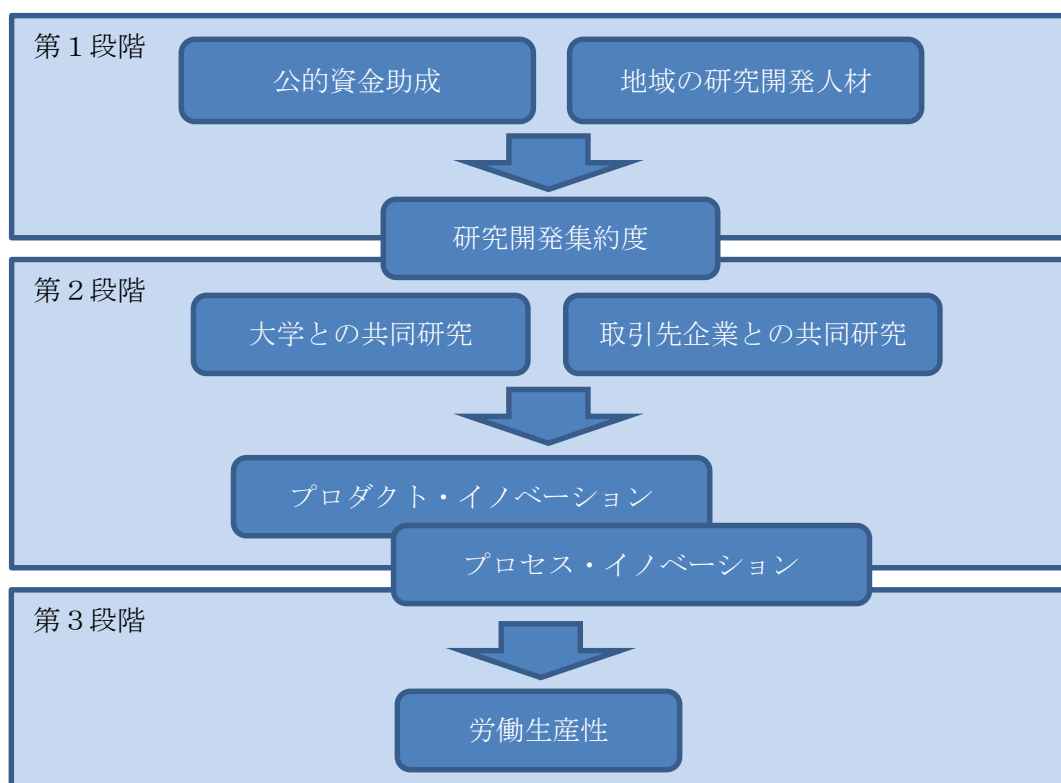 第１段階
公的資金助成
地域の研究開発人材
研究開発集約度
第２段階
大学との共同研究
取引先企業との共同研究
プロダクト・イノベーション
プロセス・イノベーション
第３段階
労働生産性